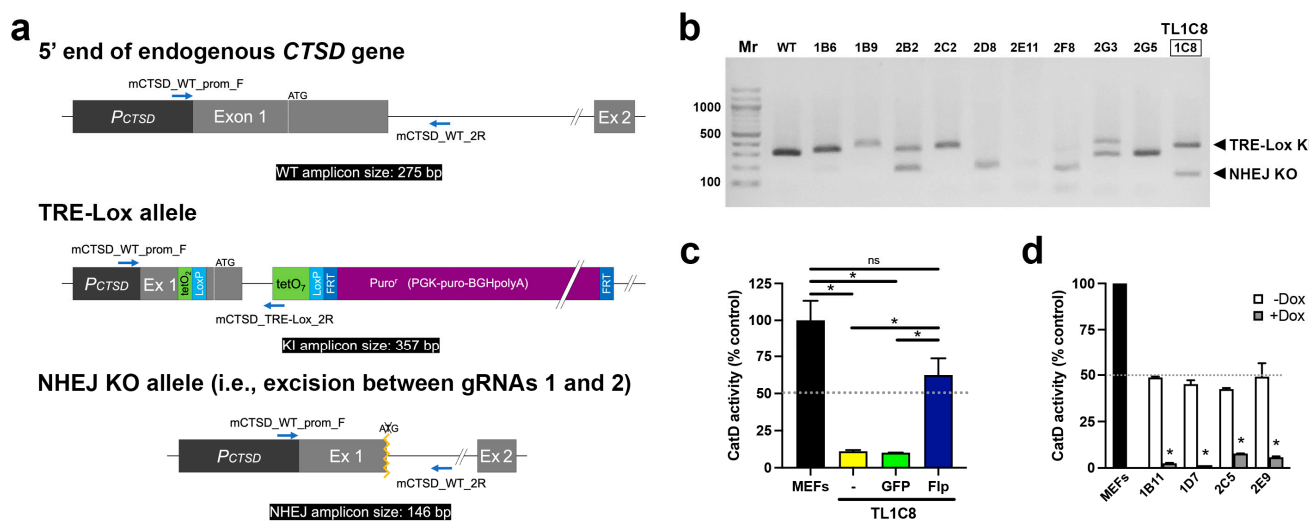 a
5' end of endogenous CTSD gene
mCTSD_WT_prom_F
ATG
PCTSD
Exon 1
Ex 2
mCTSD_WT_2R
WT amplicon size: 275 bp
TRE-Lox allele
mCTSD_WT_prom_F
ATG
PCTSD
Ex 1
tetO2
LoxP
tetO7
LoxP
FRT
Puroʳ (PGK-puro-BGHpolyA)
FRT
mCTSD_TRE-Lox_2R
KI amplicon size: 357 bp
NHEJ KO allele (i.e., excision between gRNAs 1 and 2)
mCTSD_WT_prom_F
ATG
PCTSD
Ex 1
Ex 2
mCTSD_WT_2R
NHEJ amplicon size: 146 bp
b
TL1C8
Mr WT 1B6 1B9 2B2 2C2 2D8 2E11 2F8 2G3 2G5 1C8
1000
500
100
TRE-Lox K
NHEJ KO
c
ns
*
*
*
*
CatD activity (% control)
125
100
75
50
25
0
MEFs - GFP Flp
TL1C8
d
-Dox
+Dox
CatD activity (% control)
100
75
50
25
0
* * * *
MEFs 1B11 1D7 2C5 2E9